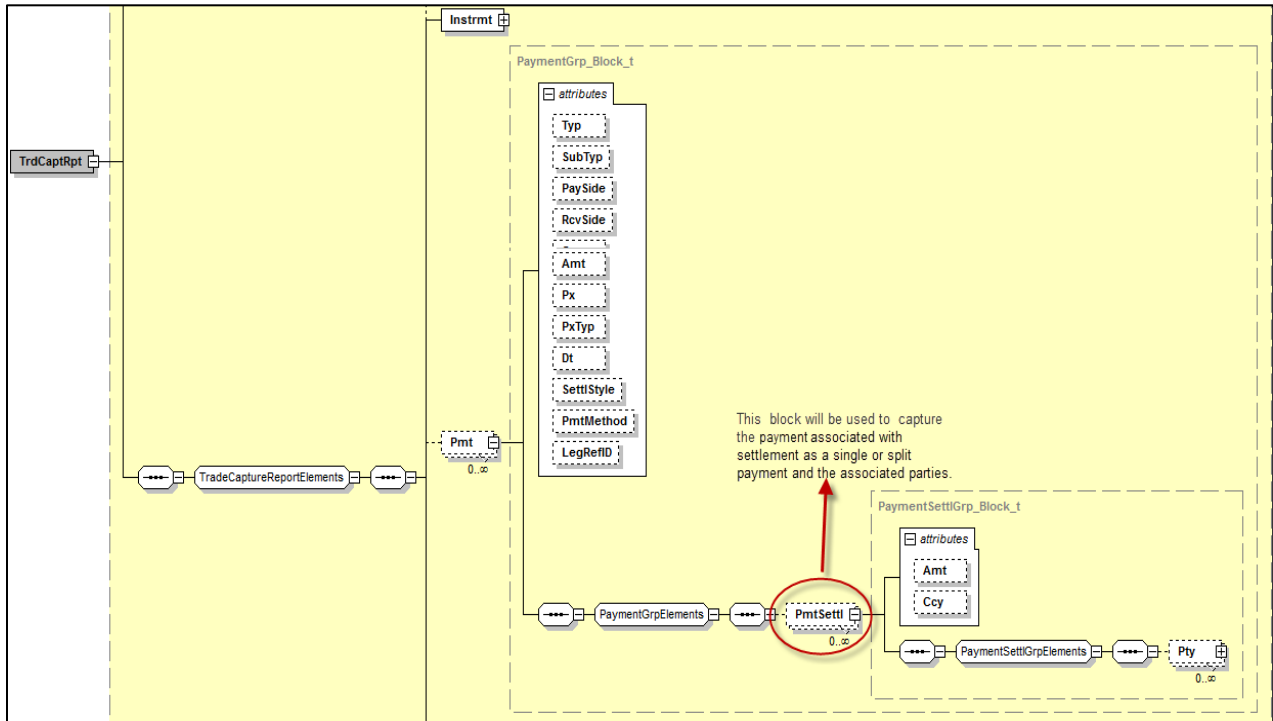 Instrmt
PaymentGrp_Block_t
attributes
Typ
SubTyp
TrdCaptRpt
PaySide
RcvSide
Amt
Px
PxTyp
Dt
SettlStyle
PmtMethod
LegRefID
Pmt
0..∞
TradeCaptureReportElements
This block will be used to capture
the payment associated with
settlement as a single or split
payment and the associated parties.
PaymentSettlGrp_Block_t
attributes
Amt
Ccy
PaymentGrpElements
PmtSettl
0..∞
PaymentSettlGrpElements
Pty
0..∞